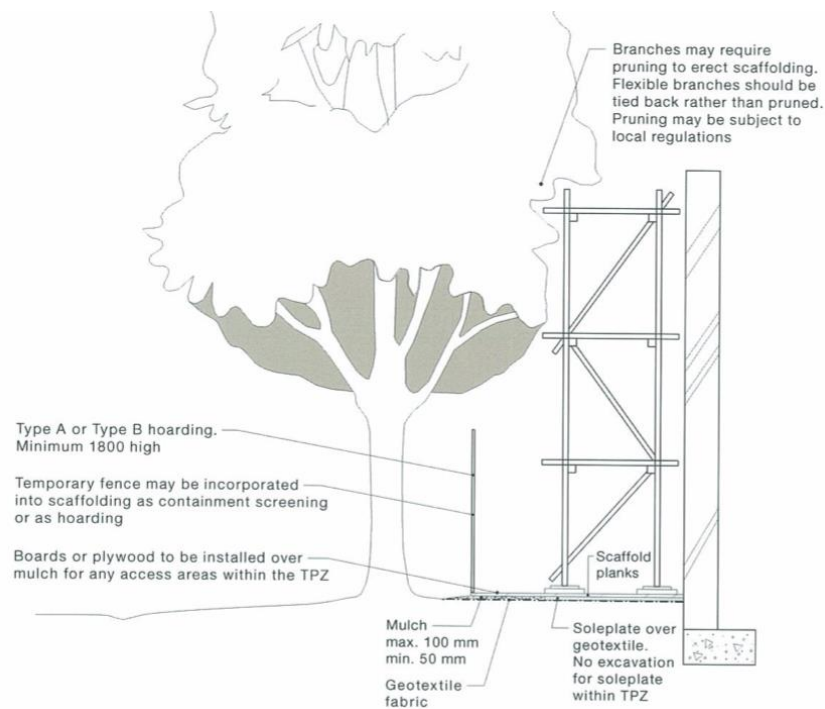 Branches may require
pruning to erect scaffolding.
Flexible branches should be
tied back rather than pruned.
Pruning may be subject to
local regulations
Type A or Type B hoarding.
Minimum 1800 high
Temporary fence may be incorporated
into scaffolding as containment screening
or as hoarding
Boards or plywood to be installed over
mulch for any access areas within the TPZ
Scaffold
planks
Mulch
max. 100 mm
min. 50 mm
Geotextile
fabric
Soleplate over
geotextile.
No excavation
for soleplate
within TPZ